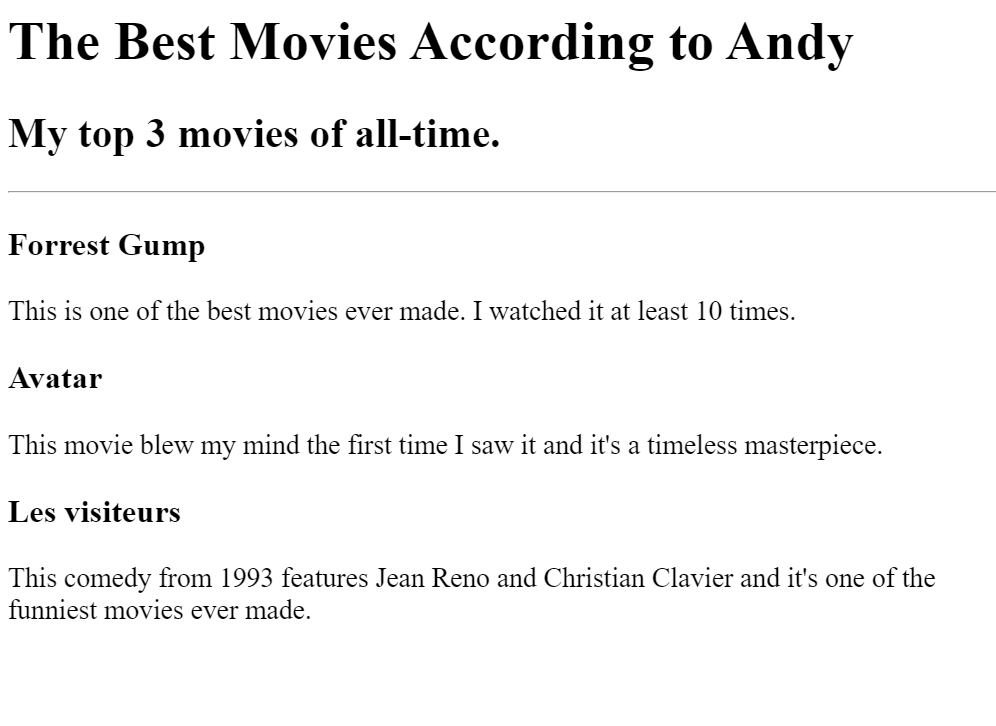 The Best Movies According to Andy
My top 3 movies of all-time.
Forrest Gump
This is one of the best movies ever made. I watched it at least 10 times.
Avatar
This movie blew my mind the first time I saw it and it's a timeless masterpiece.
Les visiteurs
This comedy from 1993 features Jean Reno and Christian Clavier and it's one of the
funniest movies ever made.